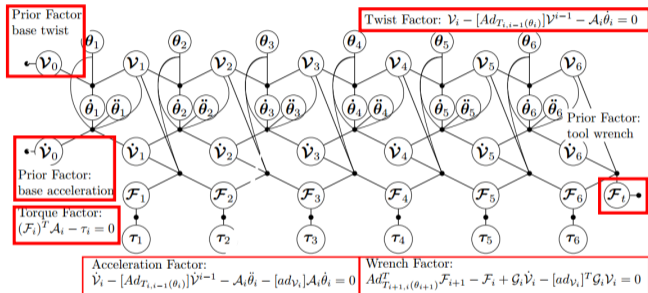 Prior Factor:
base twist
Twist Factor: 𝒱_i − [Ad_{T_{i,i−1}(θ_i)}]𝒱^{i−1} − 𝒜_i θ̇_i = 0
θ_1 θ_2 θ_3 θ_4 θ_5 θ_6
𝒱_0 𝒱_1 𝒱_2 𝒱_3 𝒱_4 𝒱_5 𝒱_6
θ̇_1 θ̈_1 θ̇_2 θ̈_2 θ̇_3 θ̈_3 θ̇_4 θ̈_4 θ̇_5 θ̈_5 θ̇_6 θ̈_6
Prior Factor:
tool wrench
𝒱̇_0 𝒱̇_1 𝒱̇_2 𝒱̇_3 𝒱̇_4 𝒱̇_5 𝒱̇_6
Prior Factor:
base acceleration
ℱ_1 ℱ_2 ℱ_3 ℱ_4 ℱ_5 ℱ_6 ℱ_t
Torque Factor:
(ℱ_i)^T 𝒜_i − τ_i = 0
τ_1 τ_2 τ_3 τ_4 τ_5 τ_6
Acceleration Factor:
𝒱̇_i − [Ad_{T_{i,i−1}(θ_i)}]𝒱̇^{i−1} − 𝒜_i θ̈_i − [ad_{𝒱_i}]𝒜_i θ̇_i = 0
Wrench Factor:
Ad^T_{T_{i+1,i}(θ_{i+1})} ℱ_{i+1} − ℱ_i + 𝒢_i 𝒱̇_i − [ad_{𝒱_i}]^T 𝒢_i 𝒱_i = 0